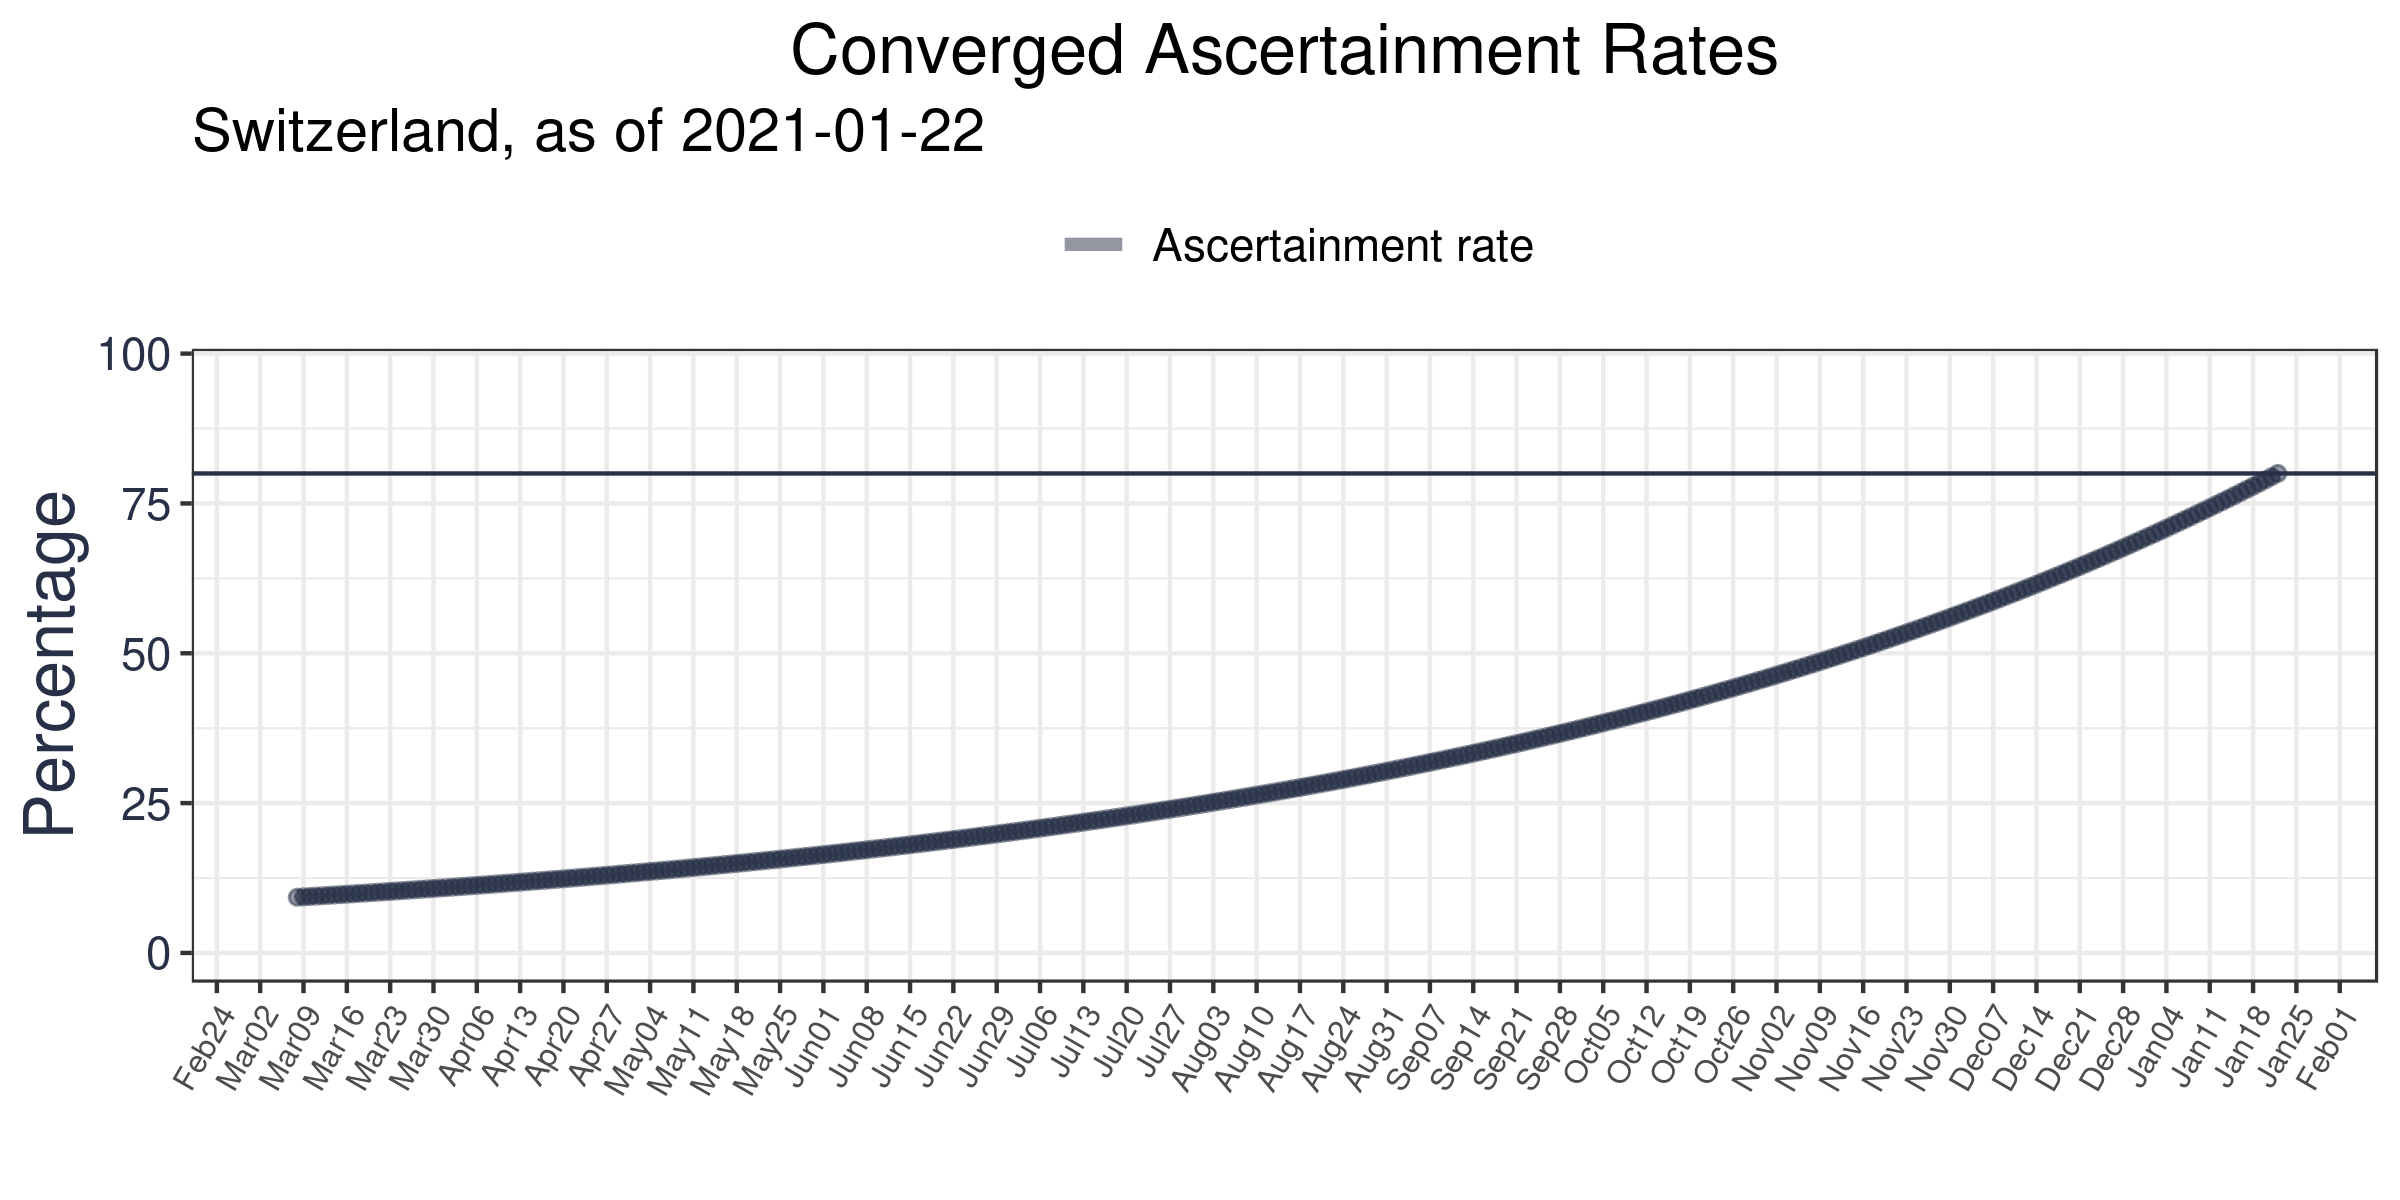 Converged Ascertainment Rates
Switzerland, as of 2021-01-22
Ascertainment rate
Percentage
100
75
50
25
0
Feb24
Mar02
Mar09
Mar16
Mar23
Mar30
Apr06
Apr13
Apr20
Apr27
May04
May11
May18
May25
Jun01
Jun08
Jun15
Jun22
Jun29
Jul06
Jul13
Jul20
Jul27
Aug03
Aug10
Aug17
Aug24
Aug31
Sep07
Sep14
Sep21
Sep28
Oct05
Oct12
Oct19
Oct26
Nov02
Nov09
Nov16
Nov23
Nov30
Dec07
Dec14
Dec21
Dec28
Jan04
Jan11
Jan18
Jan25
Feb01